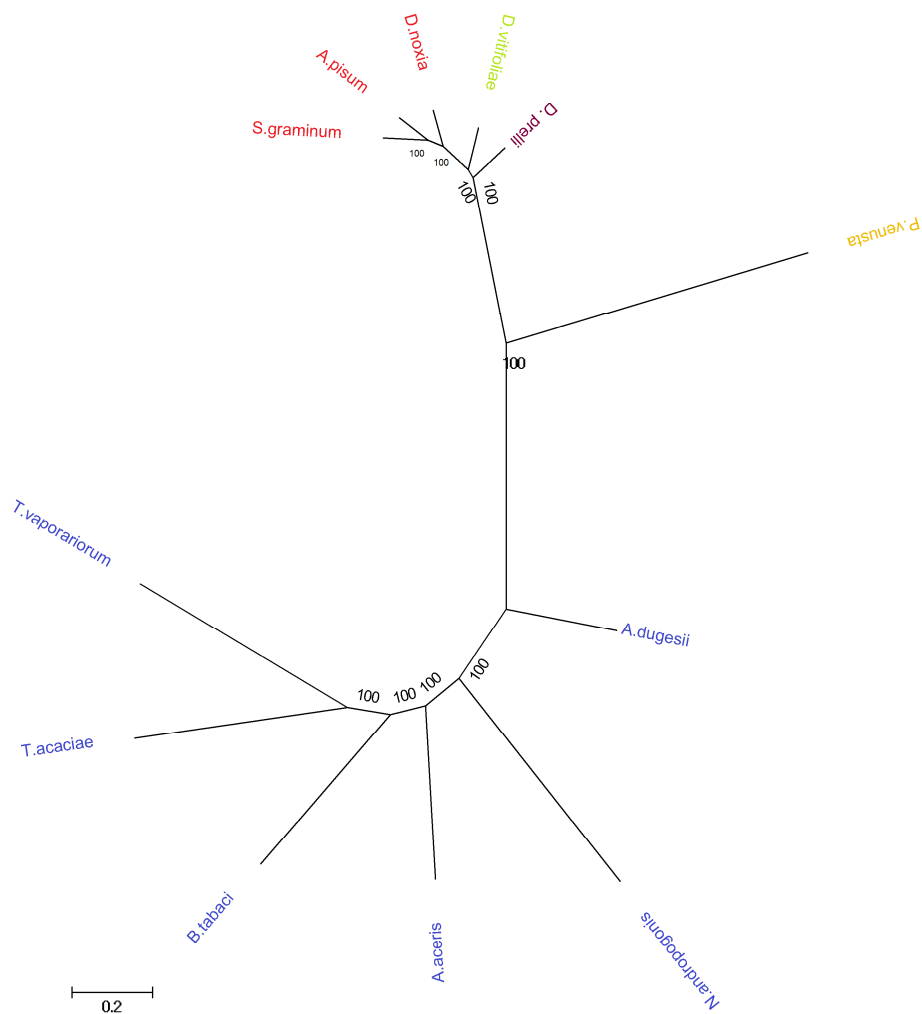 D.noxia
D.vitifoliae
A.pisum
D. prelli
S.graminum
100
100
100
100
P.venusta
100
T.vaporariorum
A.dugesii
100
100
100
100
T.acaciae
B.tabaci
A.aceris
N.andropogonis
0.2